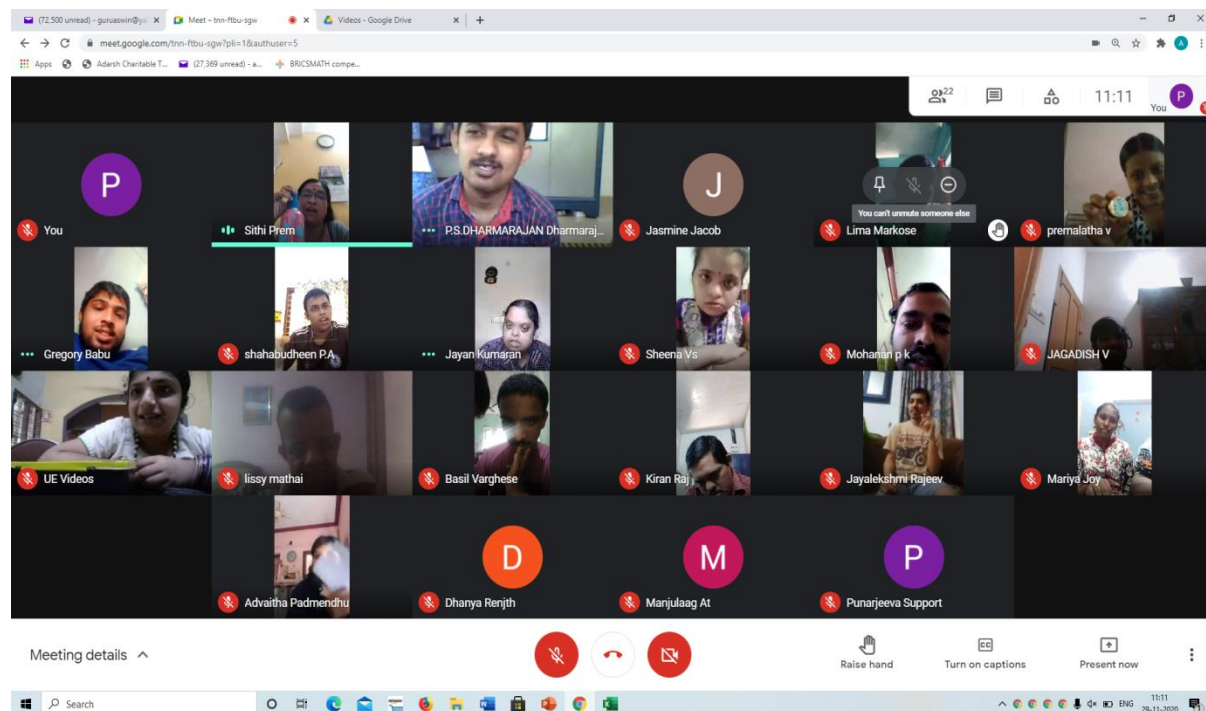 (72,500 unread) - guruaswin@ya
Meet – tnn-ftbu-sgw
Videos - Google Drive
meet.google.com/tnn-ftbu-sgw?pli=1&authuser=5
Apps
Adarsh Charitable T...
(27,369 unread) - a...
BRICSMATH compe...
22
11:11
You
P
P
J
You can't unmute someone else
You
Sithi Prem
P.S.DHARMARAJAN Dharmaraj...
Jasmine Jacob
Lima Markose
premalatha v
Gregory Babu
shahabudheen P.A
Jayan Kumaran
Sheena Vs
Mohanan p k
JAGADISH V
UE Videos
lissy mathai
Basil Varghese
Kiran Raj
Jayalekshmi Rajeev
Mariya Joy
D
M
P
Advaitha Padmendhu
Dhanya Renjth
Manjulaag At
Punarjeeva Support
Meeting details
Raise hand
Turn on captions
Present now
Search
ENG
11:11
29-11-2020